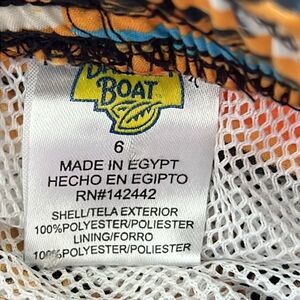 BOAT
6
MADE IN EGYPT
HECHO EN EGIPTO
RN#142442
SHELL/TELA EXTERIOR
100%POLYESTER/POLIESTER
LINING/FORRO
100%POLYESTER/POLIESTER